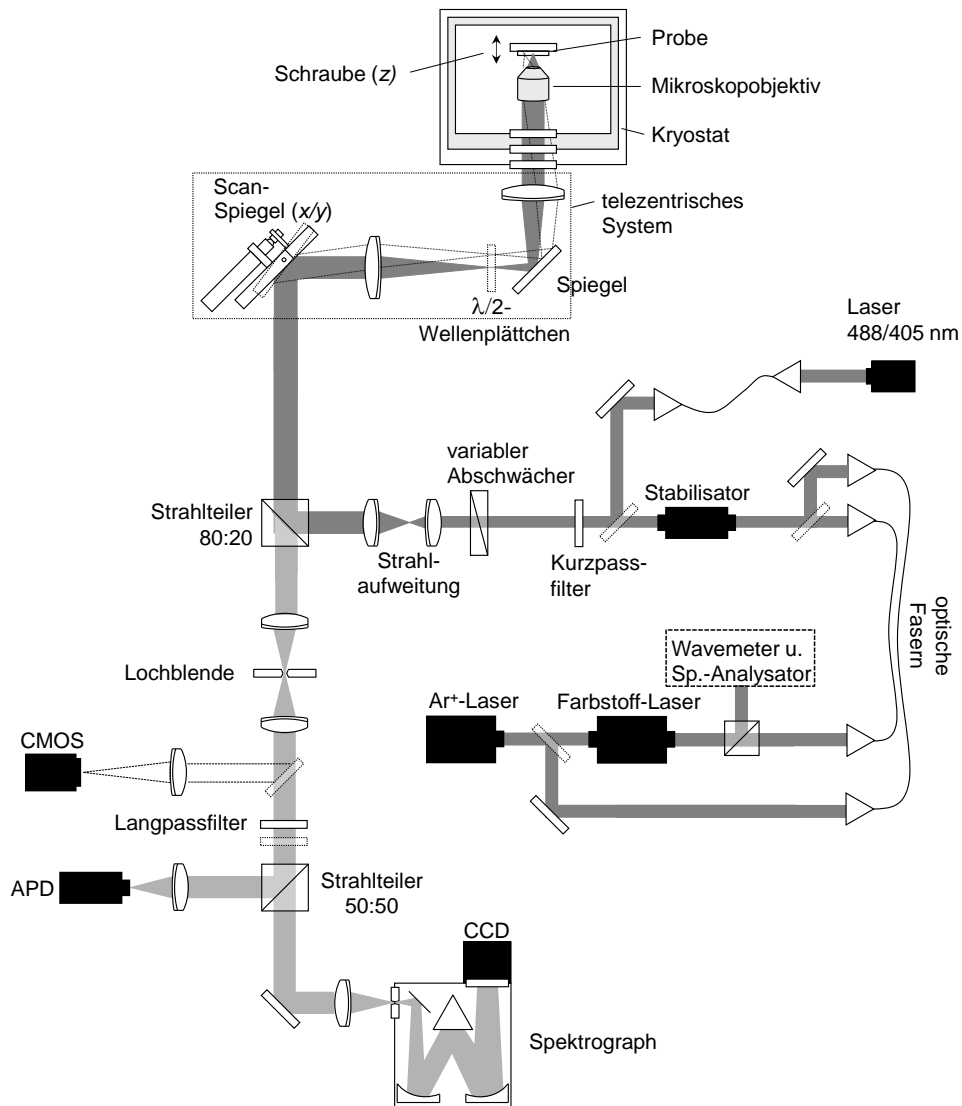 Probe
Schraube (z)
Mikroskopobjektiv
Kryostat
Scan-
Spiegel (x/y)
telezentrisches
System
Spiegel
λ/2-
Wellenplättchen
Laser
488/405 nm
variabler
Abschwächer
Stabilisator
Strahlteiler
80:20
Strahl-
aufweitung
Kurzpass-
filter
optische
Fasern
Lochblende
Wavemeter u.
Sp.-Analysator
Ar⁺-Laser
Farbstoff-Laser
CMOS
Langpassfilter
APD
Strahlteiler
50:50
CCD
Spektrograph